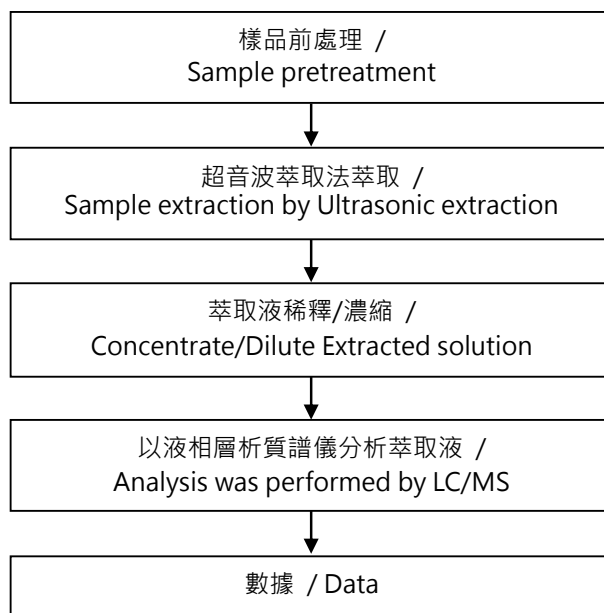 樣品前處理 /
Sample pretreatment
超音波萃取法萃取 /
Sample extraction by Ultrasonic extraction
萃取液稀釋/濃縮 /
Concentrate/Dilute Extracted solution
以液相層析質譜儀分析萃取液 /
Analysis was performed by LC/MS
數據 / Data